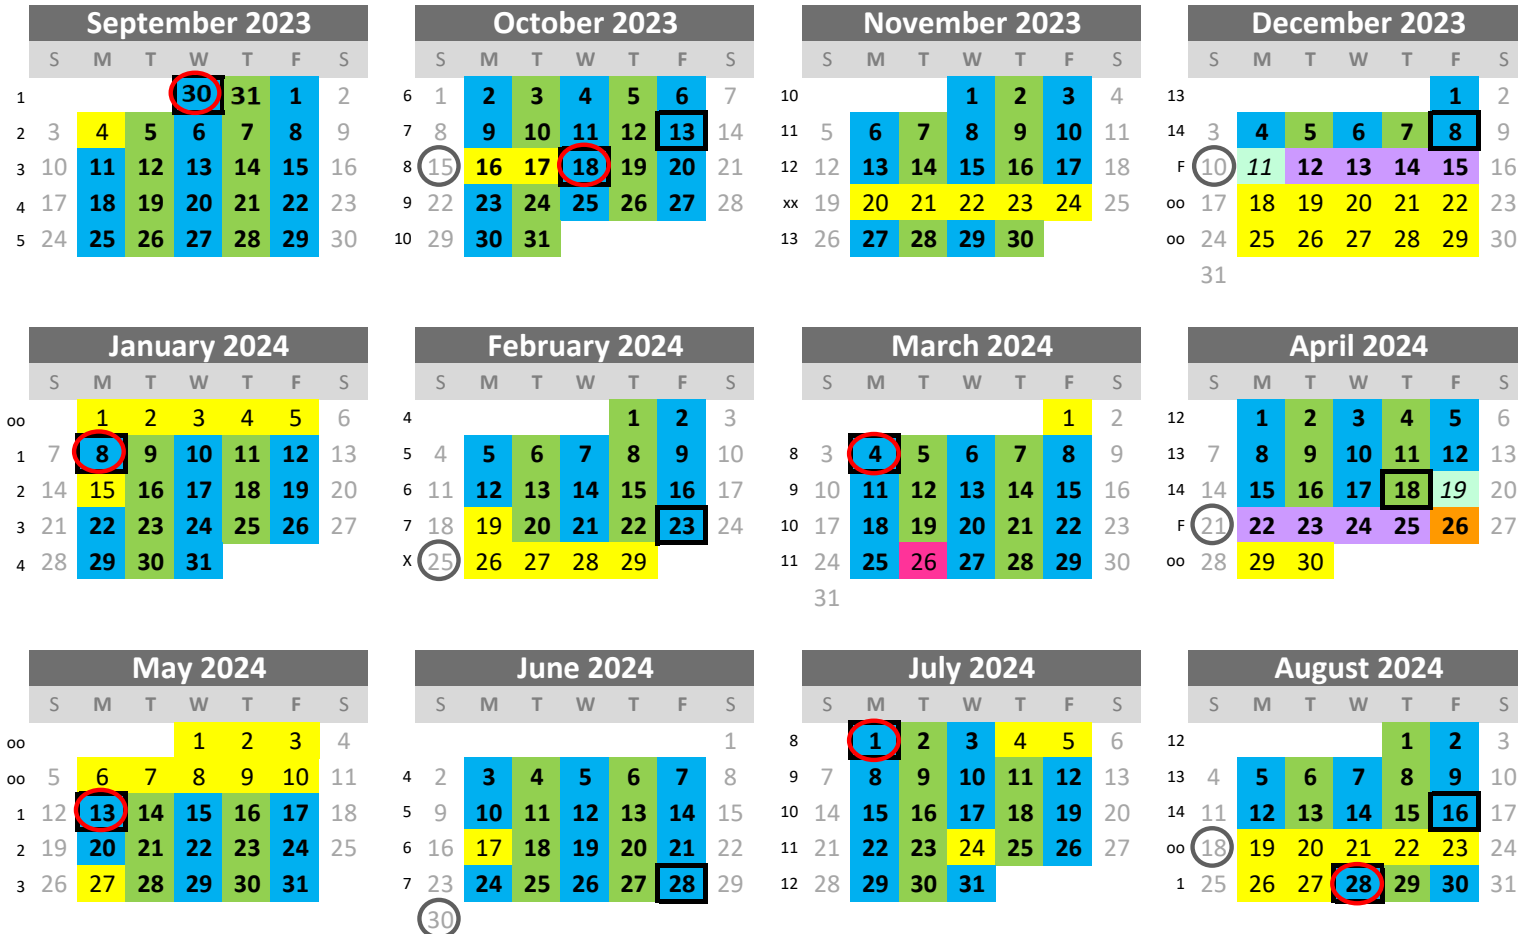 September 2023
S M T W T F S
1 30 31 1 2
2 3 4 5 6 7 8 9
3 10 11 12 13 14 15 16
4 17 18 19 20 21 22 23
5 24 25 26 27 28 29 30
October 2023
S M T W T F S
6 1 2 3 4 5 6 7
7 8 9 10 11 12 13 14
8 15 16 17 18 19 20 21
9 22 23 24 25 26 27 28
10 29 30 31
November 2023
S M T W T F S
10 1 2 3 4
11 5 6 7 8 9 10 11
12 12 13 14 15 16 17 18
xx 19 20 21 22 23 24 25
13 26 27 28 29 30
December 2023
S M T W T F S
13 1 2
14 3 4 5 6 7 8 9
F 10 11 12 13 14 15 16
oo 17 18 19 20 21 22 23
oo 24 25 26 27 28 29 30
31
January 2024
S M T W T F S
oo 1 2 3 4 5 6
1 7 8 9 10 11 12 13
2 14 15 16 17 18 19 20
3 21 22 23 24 25 26 27
4 28 29 30 31
February 2024
S M T W T F S
4 1 2 3
5 4 5 6 7 8 9 10
6 11 12 13 14 15 16 17
7 18 19 20 21 22 23 24
X 25 26 27 28 29
March 2024
S M T W T F S
1 2
8 3 4 5 6 7 8 9
9 10 11 12 13 14 15 16
10 17 18 19 20 21 22 23
11 24 25 26 27 28 29 30
31
April 2024
S M T W T F S
12 1 2 3 4 5 6
13 7 8 9 10 11 12 13
14 14 15 16 17 18 19 20
F 21 22 23 24 25 26 27
oo 28 29 30
May 2024
S M T W T F S
oo 1 2 3 4
oo 5 6 7 8 9 10 11
1 12 13 14 15 16 17 18
2 19 20 21 22 23 24 25
3 26 27 28 29 30 31
June 2024
S M T W T F S
1
4 2 3 4 5 6 7 8
5 9 10 11 12 13 14 15
6 16 17 18 19 20 21 22
7 23 24 25 26 27 28 29
30
July 2024
S M T W T F S
8 1 2 3 4 5 6
9 7 8 9 10 11 12 13
10 14 15 16 17 18 19 20
11 21 22 23 24 25 26 27
12 28 29 30 31
August 2024
S M T W T F S
12 1 2 3
13 4 5 6 7 8 9 10
14 11 12 13 14 15 16 17
oo 18 19 20 21 22 23 24
1 25 26 27 28 29 30 31